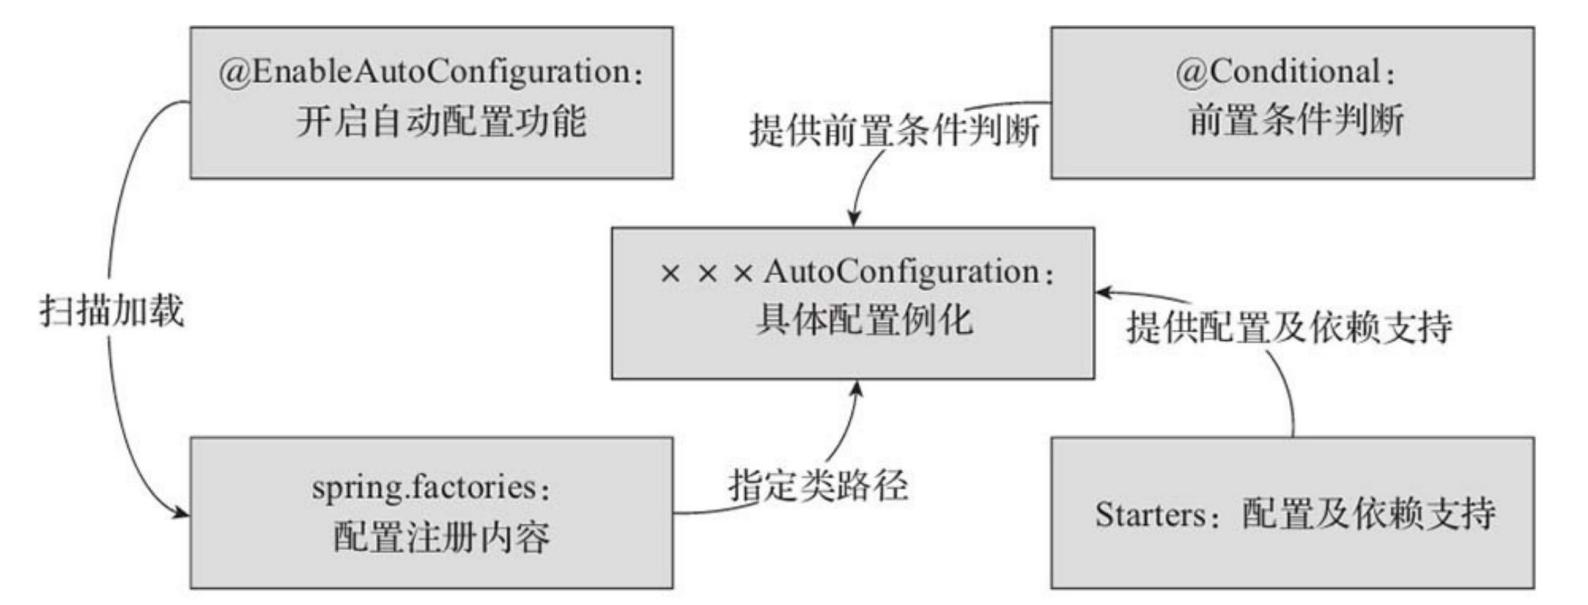 @EnableAutoConfiguration：
开启自动配置功能
@Conditional：
前置条件判断
提供前置条件判断
× × × AutoConfiguration：
具体配置例化
扫描加载
提供配置及依赖支持
spring.factories：
配置注册内容
指定类路径
Starters：配置及依赖支持